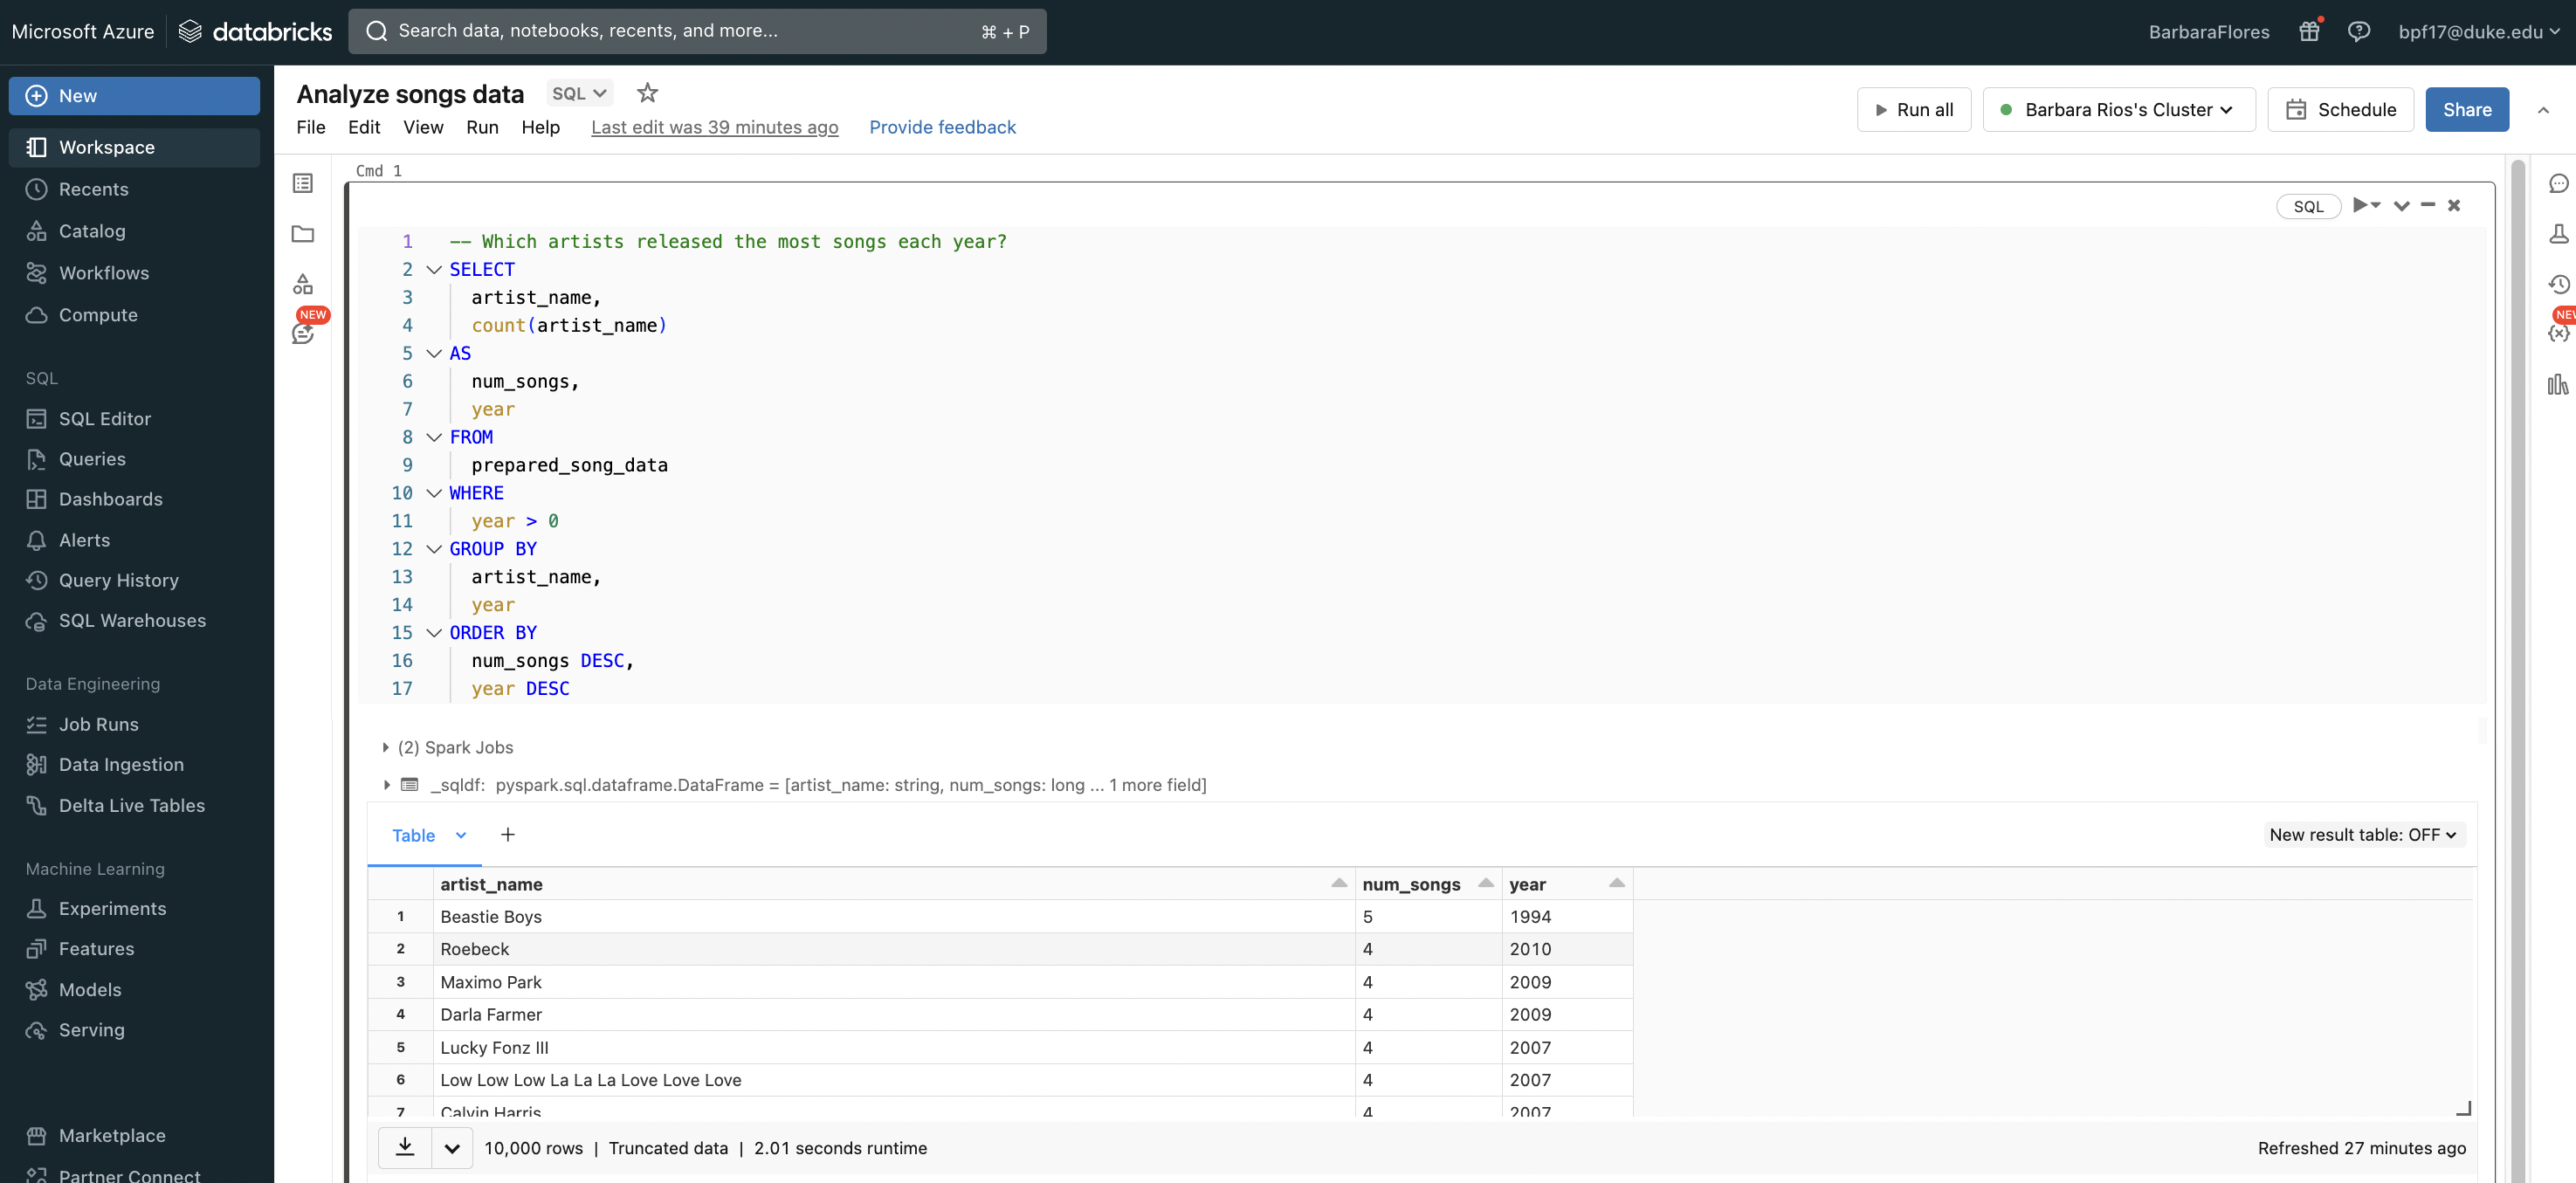 Microsoft Azure databricks Search data, notebooks, recents, and more... ⌘ + P BarbaraFlores bpf17@duke.edu
New
Workspace
Recents
Catalog
Workflows
Compute
SQL
SQL Editor
Queries
Dashboards
Alerts
Query History
SQL Warehouses
Data Engineering
Job Runs
Data Ingestion
Delta Live Tables
Machine Learning
Experiments
Features
Models
Serving
Marketplace
Partner Connect
Analyze songs data SQL
File Edit View Run Help Last edit was 39 minutes ago Provide feedback
Run all Barbara Rios's Cluster Schedule Share
NEW
Cmd 1
SQL
1 -- Which artists released the most songs each year?
2 SELECT
3 artist_name,
4 count(artist_name)
5 AS
6 num_songs,
7 year
8 FROM
9 prepared_song_data
10 WHERE
11 year > 0
12 GROUP BY
13 artist_name,
14 year
15 ORDER BY
16 num_songs DESC,
17 year DESC
(2) Spark Jobs
_sqldf: pyspark.sql.dataframe.DataFrame = [artist_name: string, num_songs: long ... 1 more field]
Table + New result table: OFF
artist_name num_songs year
1 Beastie Boys 5 1994
2 Roebeck 4 2010
3 Maximo Park 4 2009
4 Darla Farmer 4 2009
5 Lucky Fonz III 4 2007
6 Low Low Low La La La Love Love Love 4 2007
7 Calvin Harris 4 2007
10,000 rows | Truncated data | 2.01 seconds runtime Refreshed 27 minutes ago